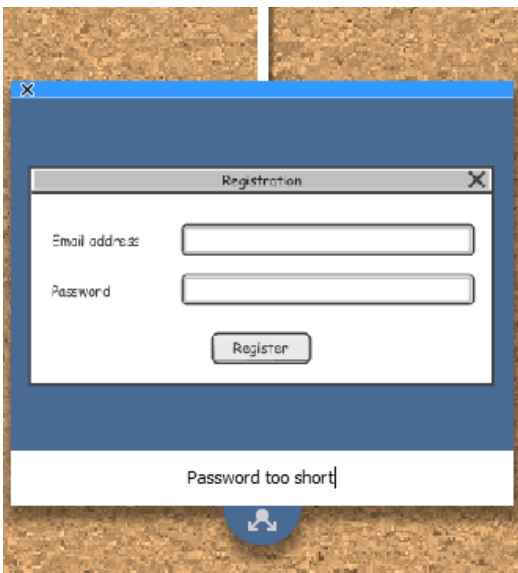 Registration
Email address
Password
Register
Password too short